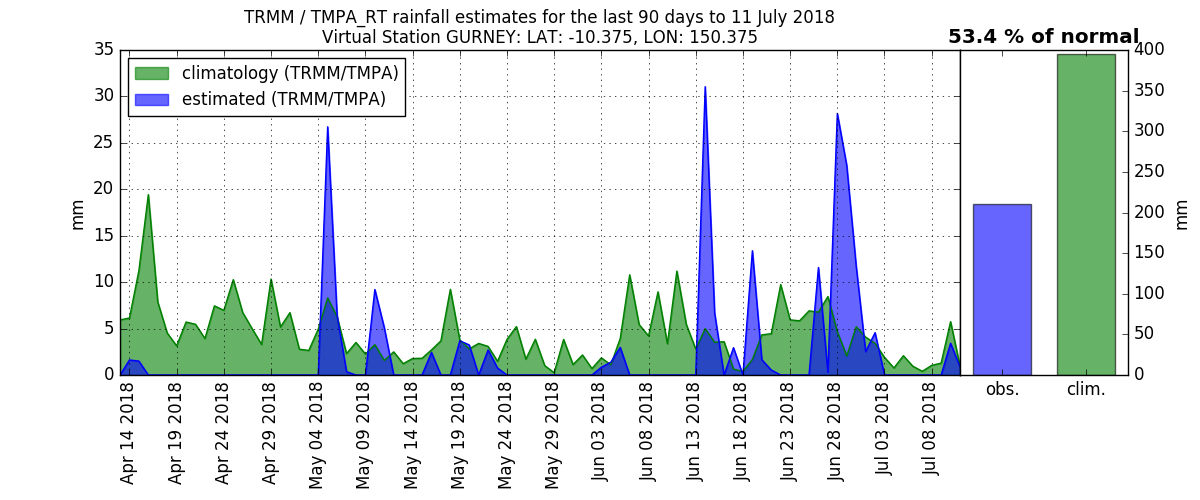 TRMM / TMPA_RT rainfall estimates for the last 90 days to 11 July 2018
Virtual Station GURNEY: LAT: -10.375, LON: 150.375
53.4 % of normal
climatology (TRMM/TMPA)
estimated (TRMM/TMPA)
mm
35
30
25
20
15
10
5
0
Apr 14 2018
Apr 19 2018
Apr 24 2018
Apr 29 2018
May 04 2018
May 09 2018
May 14 2018
May 19 2018
May 24 2018
May 29 2018
Jun 03 2018
Jun 08 2018
Jun 13 2018
Jun 18 2018
Jun 23 2018
Jun 28 2018
Jul 03 2018
Jul 08 2018
obs.
clim.
400
350
300
250
200
150
100
50
0
mm